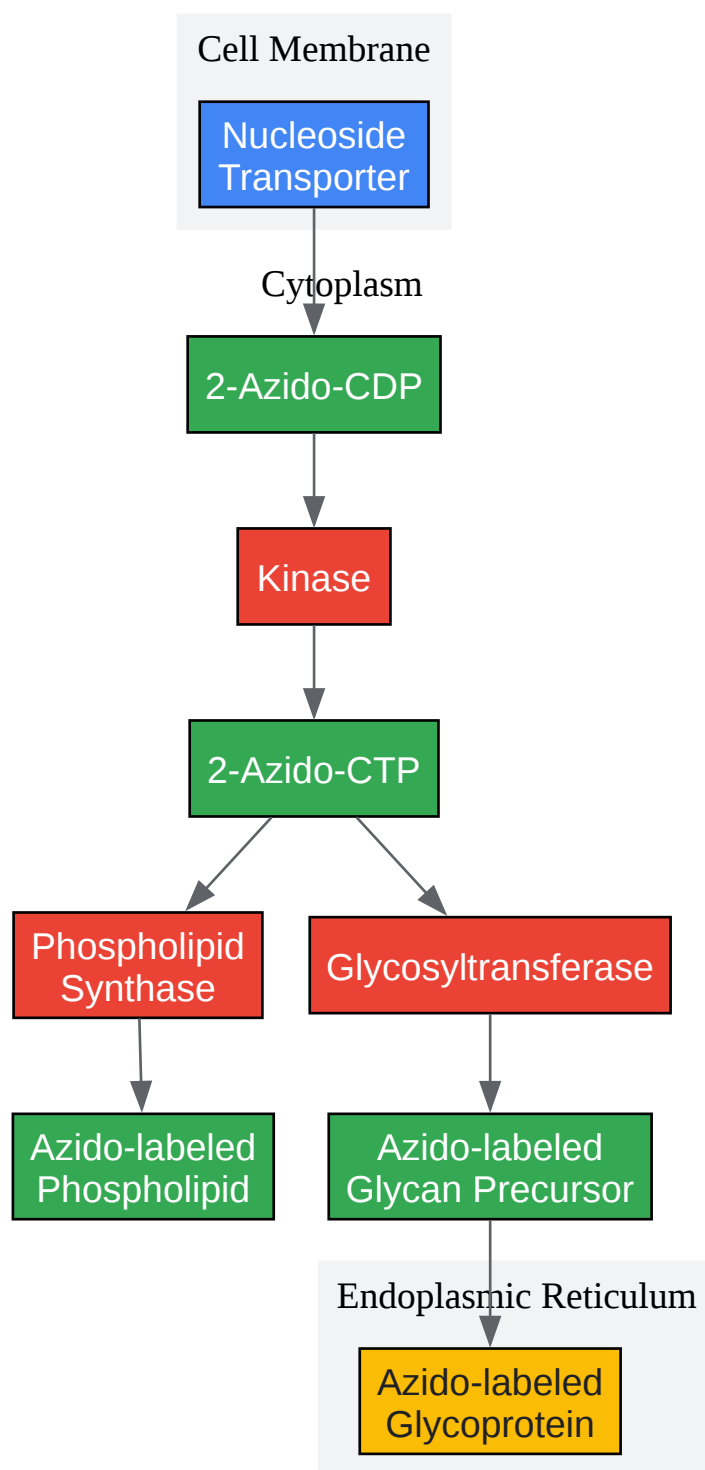 Cell Membrane
Nucleoside
Transporter
Cytoplasm
2-Azido-CDP
Kinase
2-Azido-CTP
Phospholipid
Synthase
Glycosyltransferase
Azido-labeled
Phospholipid
Azido-labeled
Glycan Precursor
Endoplasmic Reticulum
Azido-labeled
Glycoprotein